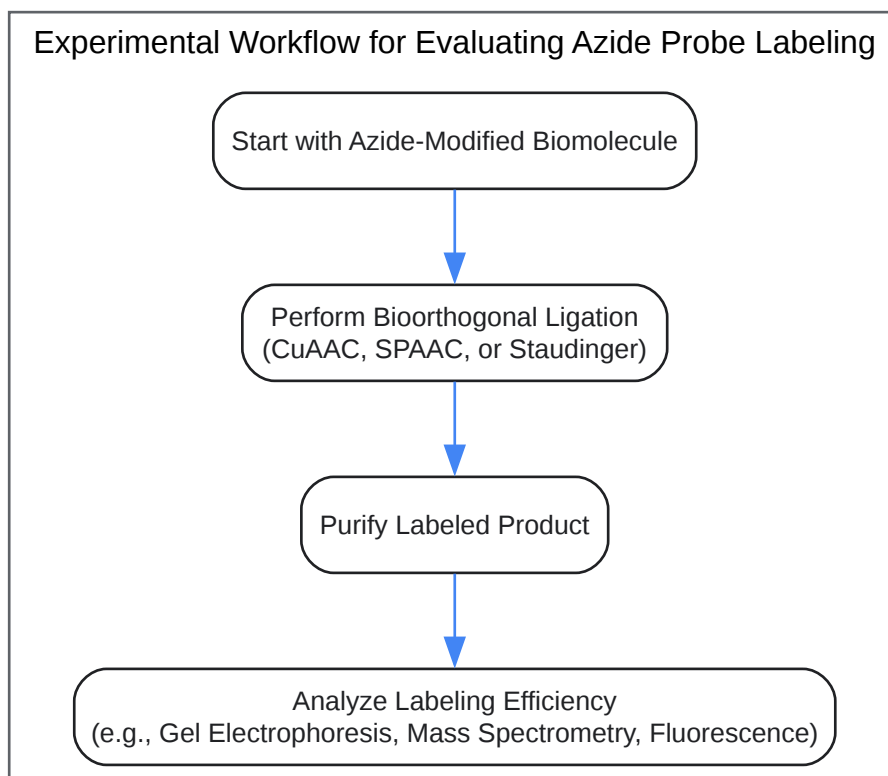 Experimental Workflow for Evaluating Azide Probe Labeling
Start with Azide-Modified Biomolecule
Perform Bioorthogonal Ligation
(CuAAC, SPAAC, or Staudinger)
Purify Labeled Product
Analyze Labeling Efficiency
(e.g., Gel Electrophoresis, Mass Spectrometry, Fluorescence)